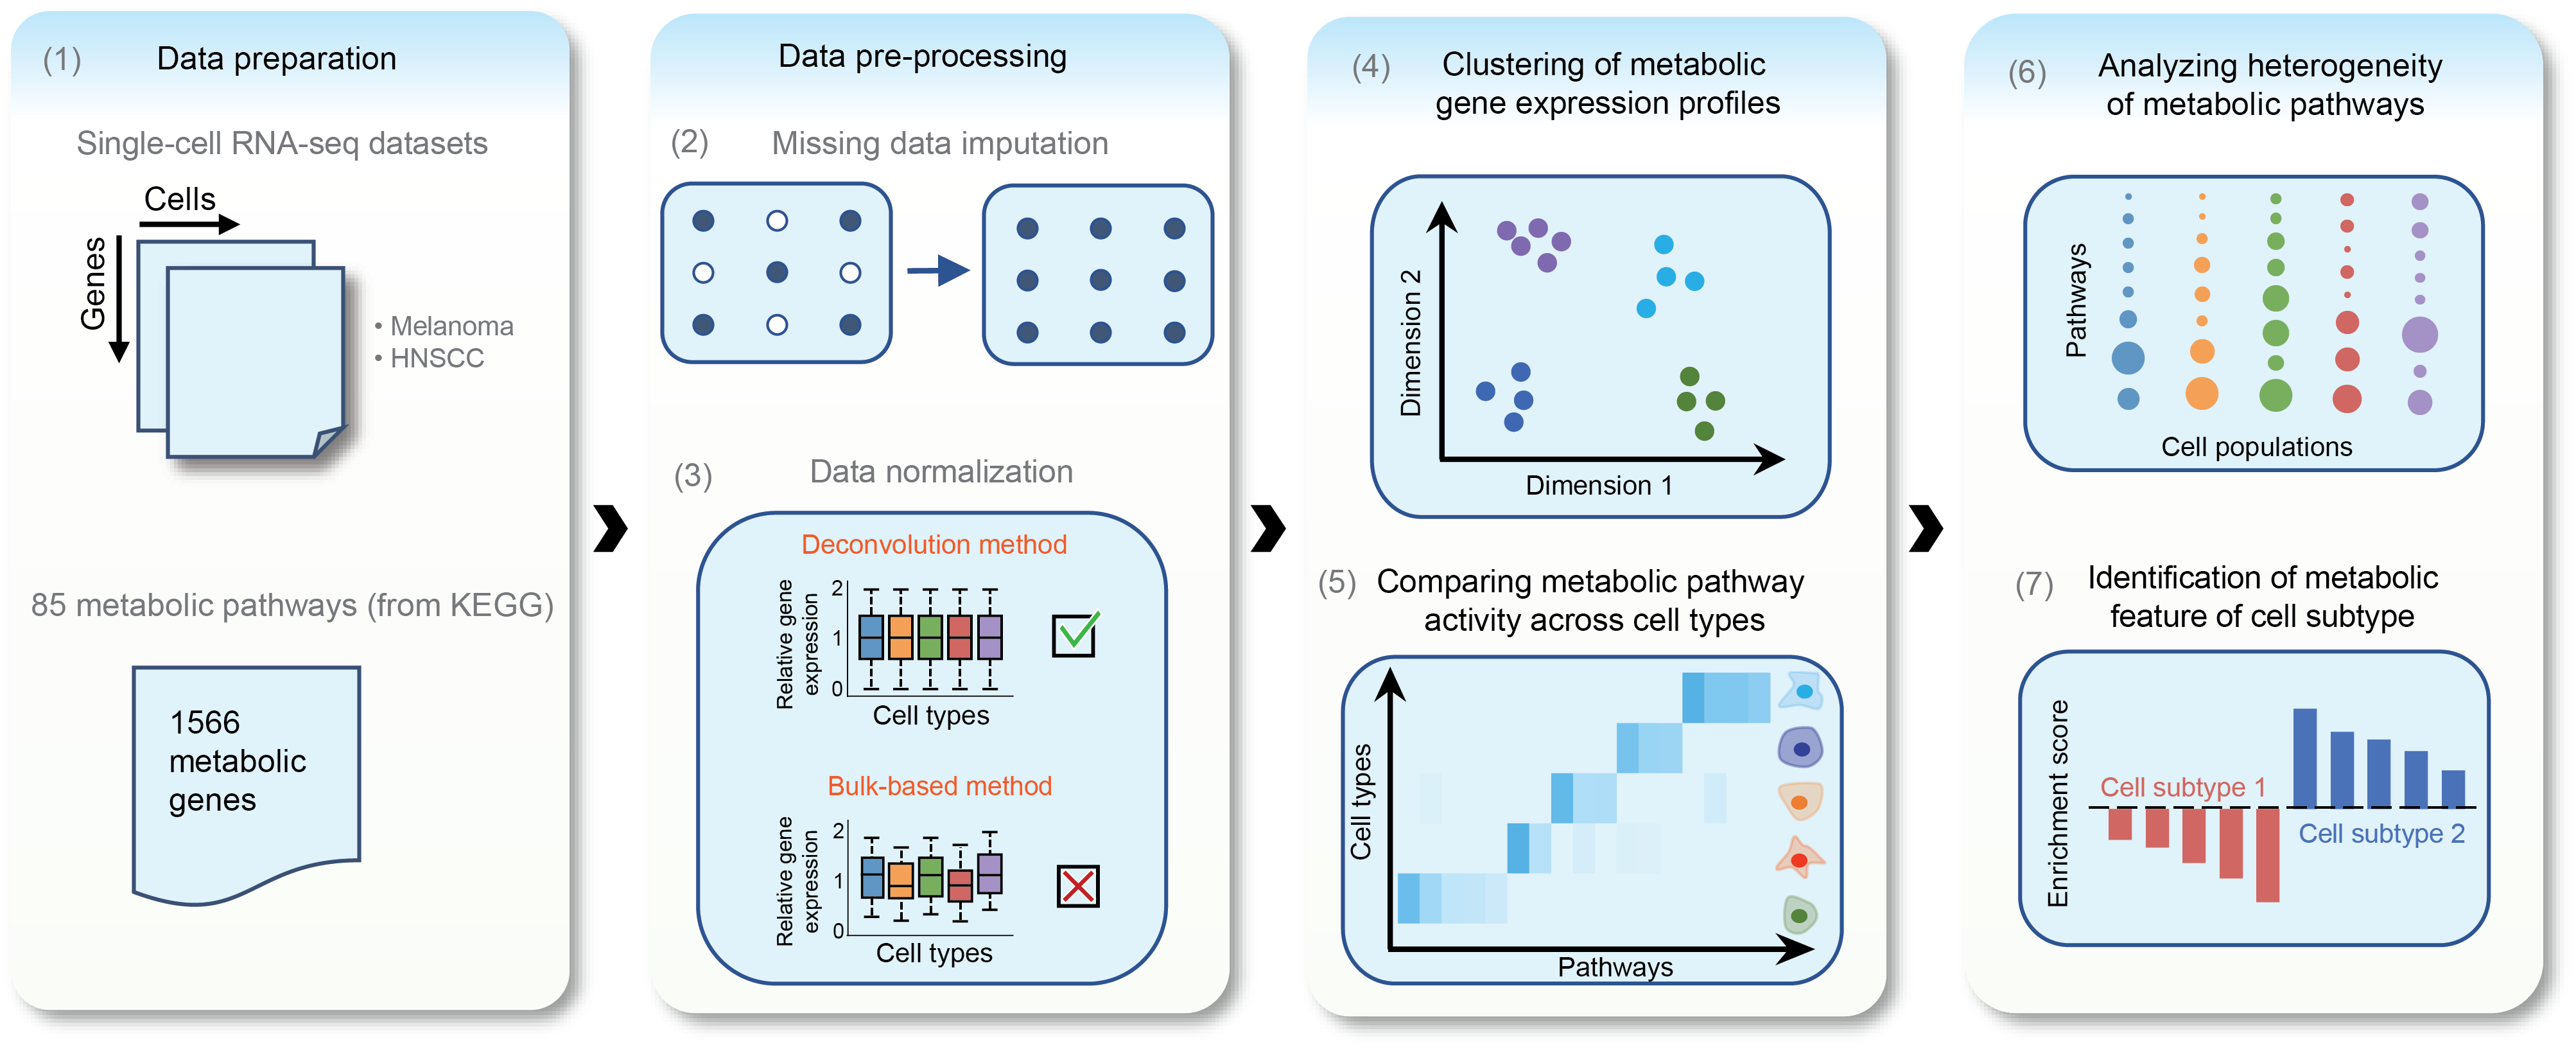 (1) Data preparation
Single-cell RNA-seq datasets
Cells
Genes
• Melanoma
• HNSCC
85 metabolic pathways (from KEGG)
1566
metabolic
genes
Data pre-processing
(2) Missing data imputation
(3) Data normalization
Deconvolution method
Relative gene
expression
2
1
0
Cell types
Bulk-based method
Relative gene
expression
2
1
0
Cell types
(4) Clustering of metabolic
gene expression profiles
Dimension 2
Dimension 1
(5) Comparing metabolic pathway
activity across cell types
Cell types
Pathways
(6) Analyzing heterogeneity
of metabolic pathways
Pathways
Cell populations
(7) Identification of metabolic
feature of cell subtype
Enrichment score
Cell subtype 1
Cell subtype 2